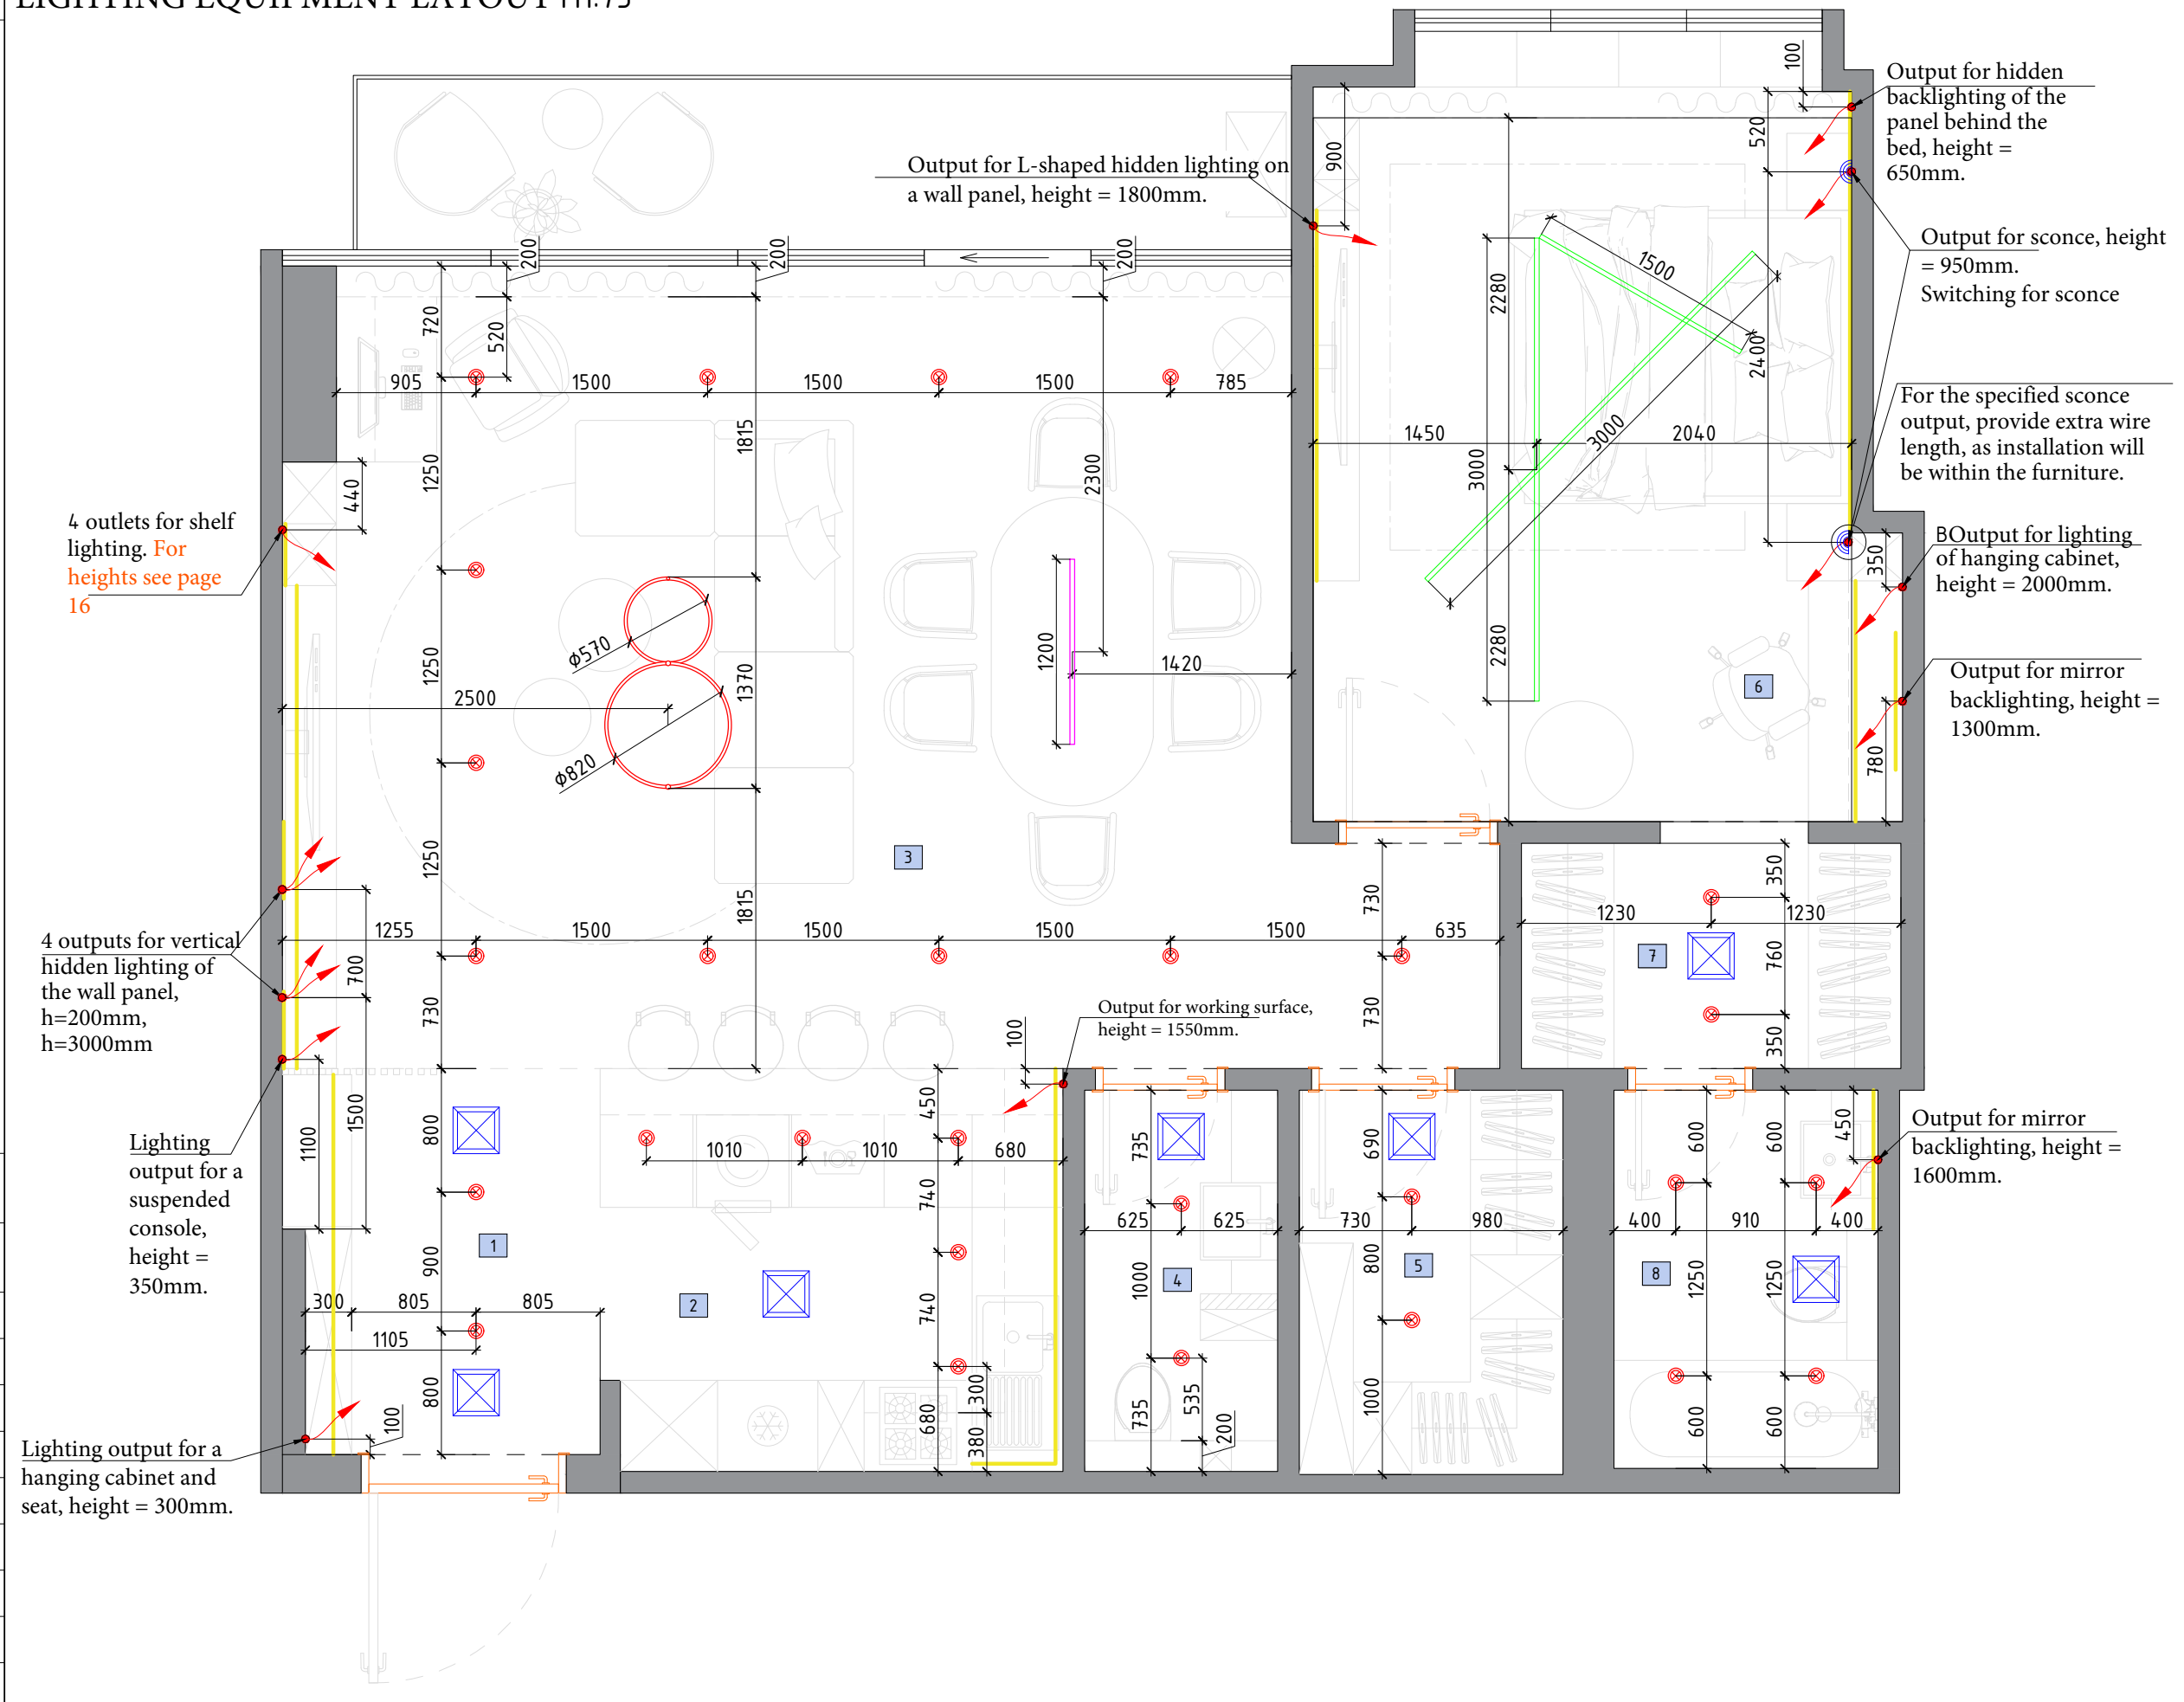 LIGHTING EQUIPMENT LAYOUT
Output for hidden
backlighting of the
panel behind the
bed, height =
650mm.
Output for L-shaped hidden lighting on
a wall panel, height = 1800mm.
Output for sconce, height
= 950mm.
Switching for sconce
For the specified sconce
output, provide extra wire
length, as installation will
be within the furniture.
4 outlets for shelf
lighting. For
heights see page
16
BOutput for lighting
of hanging cabinet,
height = 2000mm.
Output for mirror
backlighting, height =
1300mm.
4 outputs for vertical
hidden lighting of
the wall panel,
h=200mm,
h=3000mm
Output for working surface,
height = 1550mm.
Lighting
output for a
suspended
console,
height =
350mm.
Output for mirror
backlighting, height =
1600mm.
Lighting output for a
hanging cabinet and
seat, height = 300mm.
100
520
900
200
200
200
720
520
2280
1500
2400
905
1500
1500
1500
785
1450
3000
2040
1250
1815
2300
3000
440
350
1250
ϕ570
1200
1420
2280
2500
1370
6
ϕ820
780
1250
3
1815
730
350
1230
1230
1255
1500
1500
1500
1500
635
700
7
760
730
730
100
350
1100
1500
800
450
1010
1010
680
735
690
600
600
450
740
625
625
730
980
400
910
400
1
900
4
1000
5
800
8
1250
1250
2
300
805
805
740
1105
800
100
680
300
380
735
535
200
1000
600
600